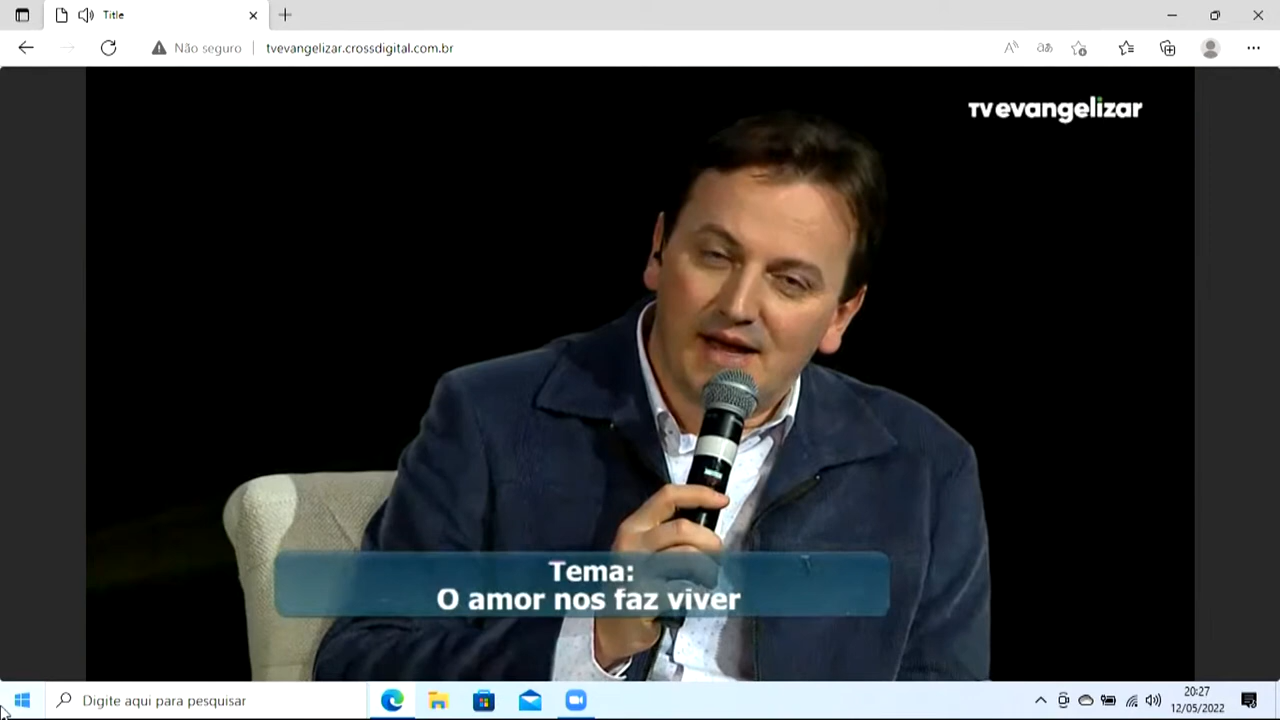 Title
Não seguro
tvevangelizar.crossdigital.com.br
TVevangelizar
Tema:
O amor nos faz viver
Digite aqui para pesquisar
20:27
12/05/2022